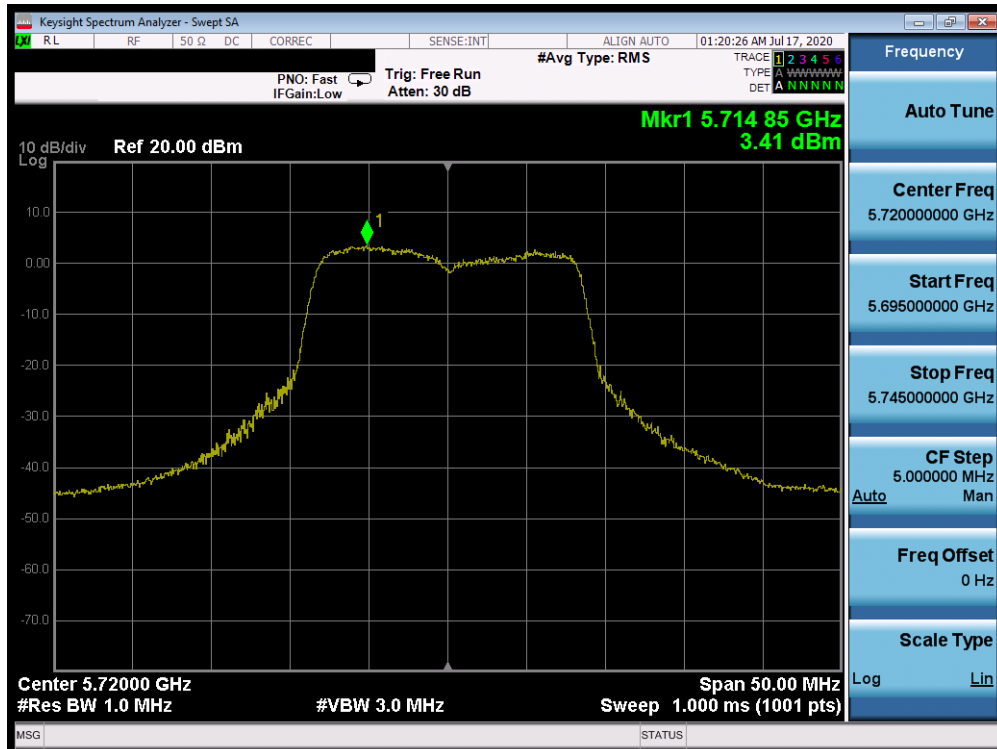 Keysight Spectrum Analyzer - Swept SA
LXI RL RF 50 Ω DC CORREC SENSE:INT ALIGN AUTO 01:20:26 AM Jul 17, 2020
Frequency
#Avg Type: RMS
TRACE 1 2 3 4 5 6
PNO: Fast Trig: Free Run
TYPE A WWWWW
IFGain:Low Atten: 30 dB
DET A N N N N N
Auto Tune
Mkr1 5.714 85 GHz
3.41 dBm
10 dB/div Ref 20.00 dBm
Log
1
10.0
0.00
-10.0
-20.0
-30.0
-40.0
-50.0
-60.0
-70.0
Center Freq
5.720000000 GHz
Start Freq
5.695000000 GHz
Stop Freq
5.745000000 GHz
CF Step
5.000000 MHz
Auto Man
Freq Offset
0 Hz
Scale Type
Log Lin
Center 5.72000 GHz Span 50.00 MHz
#Res BW 1.0 MHz #VBW 3.0 MHz Sweep 1.000 ms (1001 pts)
MSG STATUS